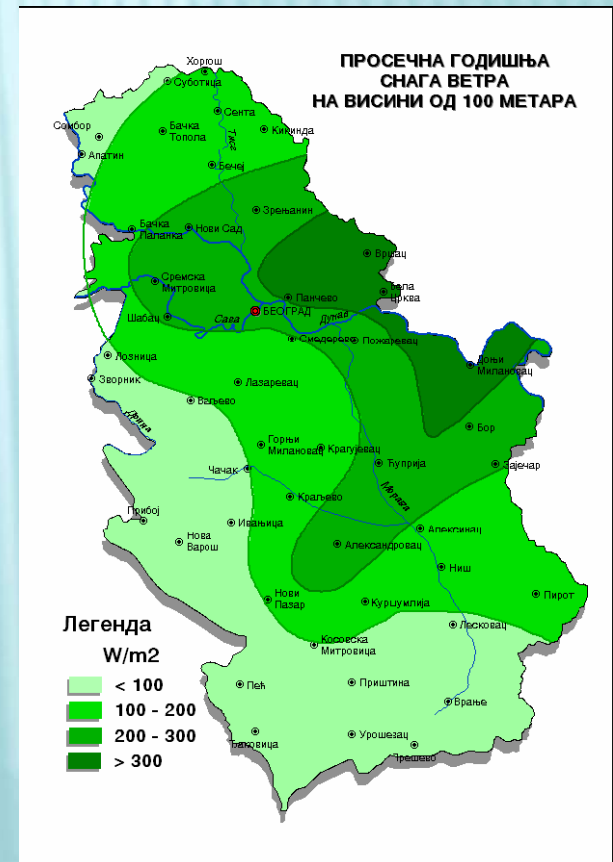 ПРОСЕЧНА ГОДИШЊА
СНАГА ВЕТРА
НА ВИСИНИ ОД 100 МЕТАРА
Хоргош
Суботица
Сента
Сомбор
Бачка
Топола
Кикинда
Тиса
Апатин
Бечеј
Зрењанин
Бачка
Паланка
Нови Сад
Вршац
Сремска
Митровица
Бела
Црква
Панчево
Шабац
Сава
БЕОГРАД
Дунав
Смедерево
Пожаревац
Лозница
Доњи
Милановац
Зворник
Лазаревац
Ваљево
Дрина
Бор
Горњи
Милановац
Крагујевац
Чачак
Ћуприја
Зајечар
Морава
Краљево
Прибој
Ивањица
Алексинац
Нова
Варош
Александровац
Ниш
Нови
Пазар
Куршумлија
Пирот
Лесковац
Косовска
Митровица
Пећ
Приштина
Врање
Ђаковица
Урошевац
Прешево
Легенда
W/m2
< 100
100 - 200
200 - 300
> 300